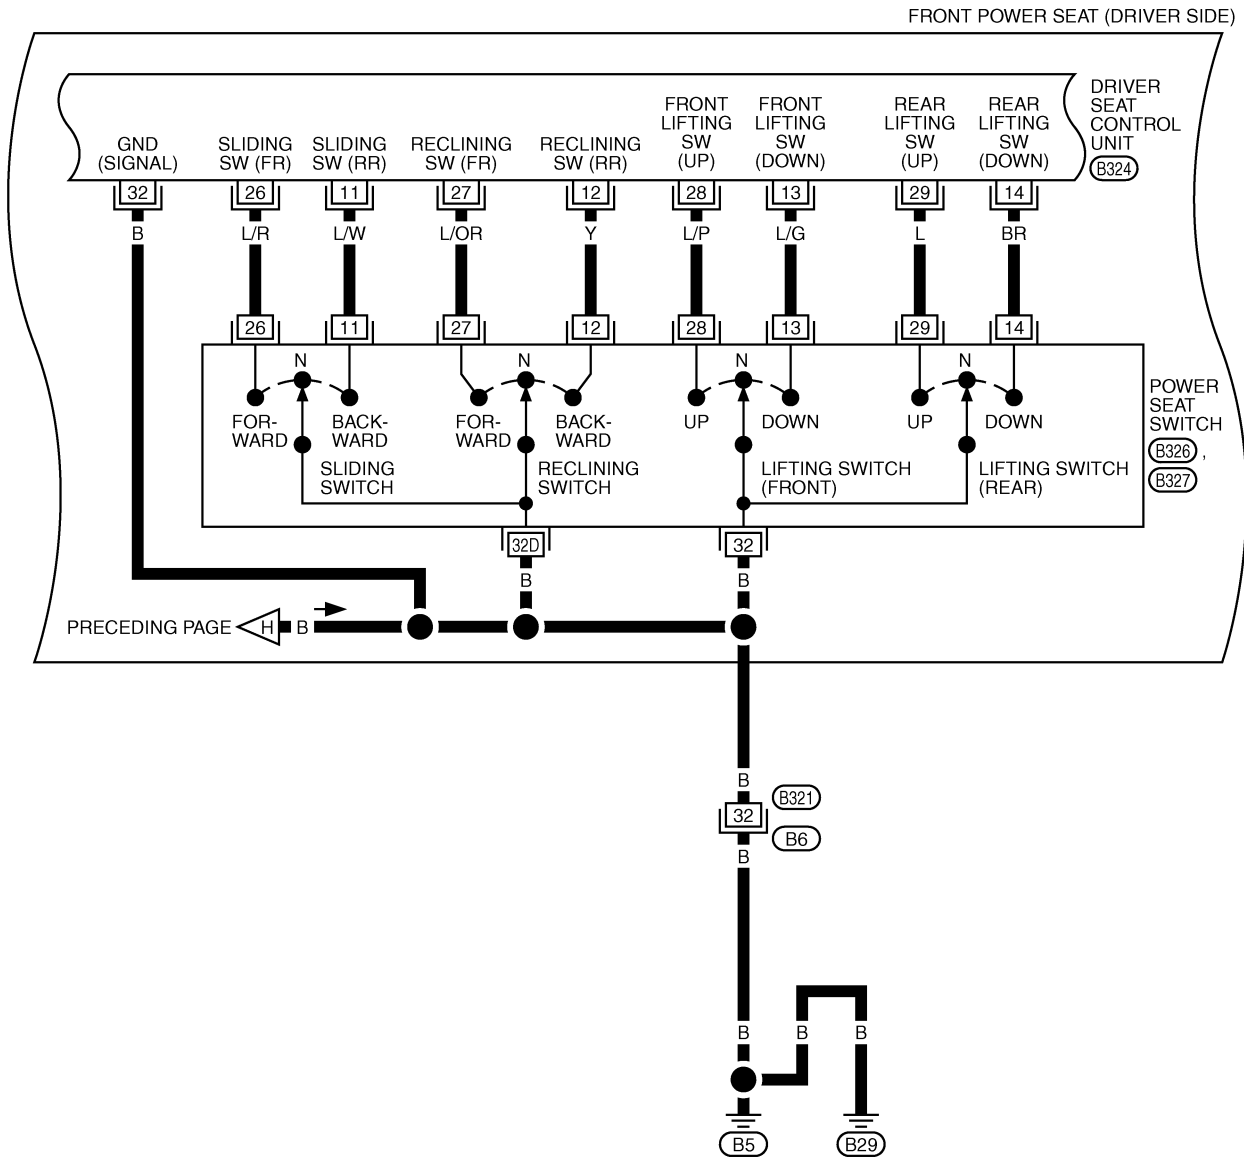 FRONT POWER SEAT (DRIVER SIDE)
DRIVER
SEAT
CONTROL
UNIT
B324
GND
(SIGNAL)
SLIDING
SW (FR)
SLIDING
SW (RR)
RECLINING
SW (FR)
RECLINING
SW (RR)
FRONT
LIFTING
SW
(UP)
FRONT
LIFTING
SW
(DOWN)
REAR
LIFTING
SW
(UP)
REAR
LIFTING
SW
(DOWN)
32 26 11 27 12 28 13 29 14
B L/R L/W L/OR Y L/P L/G L BR
26 11 27 12 28 13 29 14
N N N N
FOR-
WARD
BACK-
WARD
FOR-
WARD
BACK-
WARD
UP DOWN UP DOWN
SLIDING
SWITCH
RECLINING
SWITCH
LIFTING SWITCH
(FRONT)
LIFTING SWITCH
(REAR)
POWER
SEAT
SWITCH
B326 ,
B327
32D 32
B B
PRECEDING PAGE H B
B
32
B321
B6
B
B B B
B5 B29